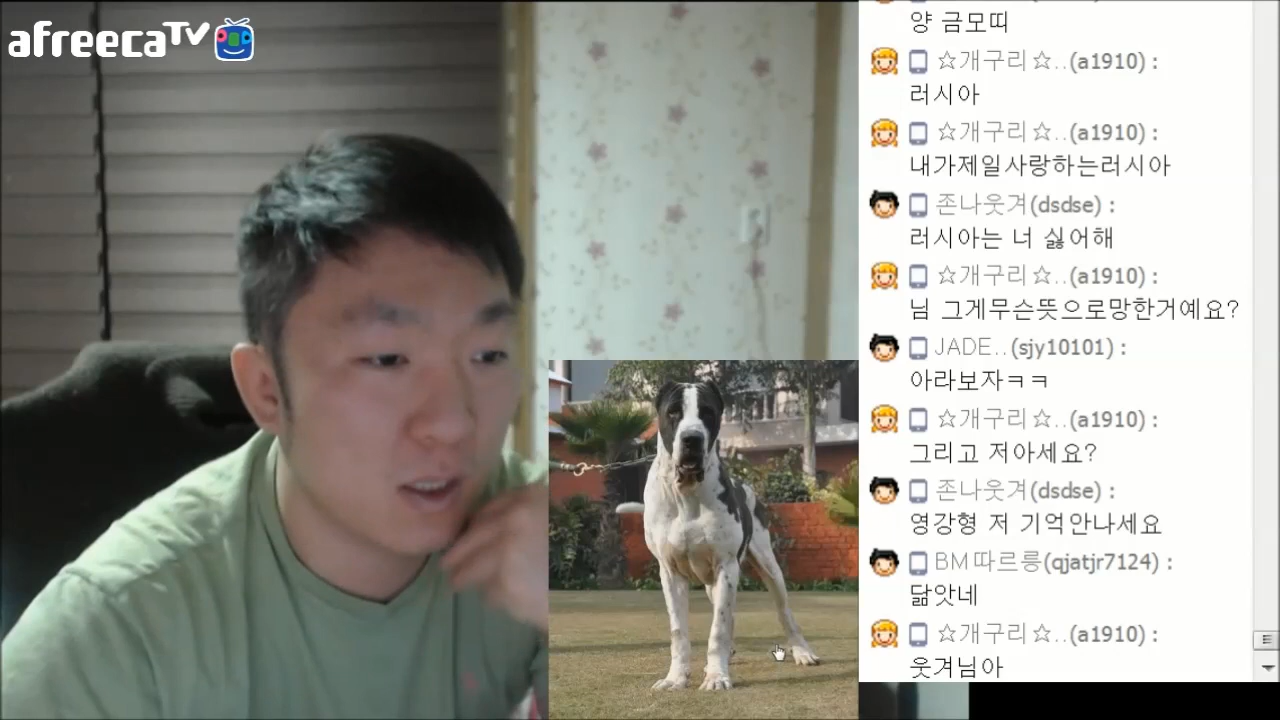 afreecaTV
양 금모띠
☆개구리☆..(a1910) :
러시아
☆개구리☆..(a1910) :
내가제일사랑하는러시아
존나웃겨(dsdse) :
러시아는 너 싫어해
☆개구리☆..(a1910) :
님 그게무슨뜻으로망한거예요?
JADE..(sjy10101) :
아라보자ㅋㅋ
☆개구리☆..(a1910) :
그리고 저아세요?
존나웃겨(dsdse) :
영강형 저 기억안나세요
BM따르릉(qjatjr7124) :
닮앗네
☆개구리☆..(a1910) :
웃겨님아